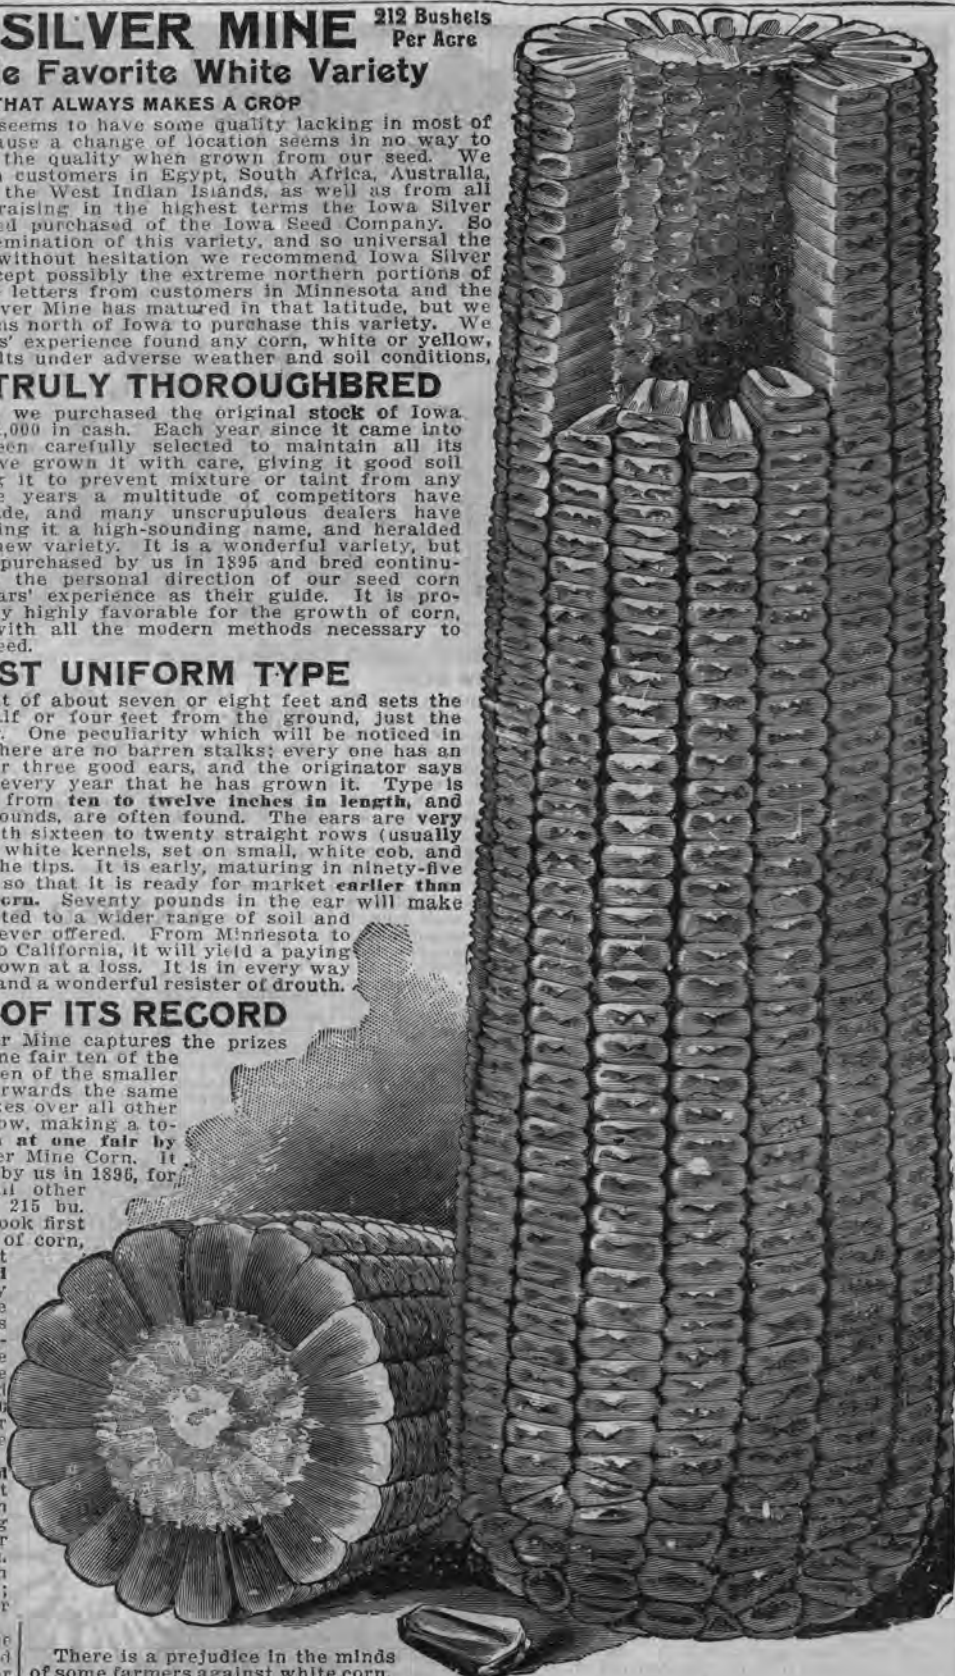 SILVER MINE 212 Bushels
Per Acre
e Favorite White Variety
THAT ALWAYS MAKES A CROP
seems to have some quality lacking in most of
ause a change of location seems in no way to
the quality when grown from our seed. We
n customers in Egypt, South Africa, Australia,
the West Indian Islands, as well as from all
raising in the highest terms the Iowa Silver
ed purchased of the Iowa Seed Company. So
emination of this variety, and so universal the
without hesitation we recommend Iowa Silver
cept possibly the extreme northern portions of
letters from customers in Minnesota and the
ver Mine has matured in that latitude, but we
ns north of Iowa to purchase this variety. We
s' experience found any corn, white or yellow,
lts under adverse weather and soil conditions,
TRULY THOROUGHBRED
we purchased the original stock of Iowa
,000 in cash. Each year since it came into
een carefully selected to maintain all its
ve grown it with care, giving it good soil
g it to prevent mixture or taint from any
e years a multitude of competitors have
de, and many unscrupulous dealers have
ing it a high-sounding name, and heralded
new variety. It is a wonderful variety, but
purchased by us in 1895 and bred continu-
the personal direction of our seed corn
ars' experience as their guide. It is pro-
y highly favorable for the growth of corn,
with all the modern methods necessary to
eed.
ST UNIFORM TYPE
t of about seven or eight feet and sets the
lf or four feet from the ground, just the
. One peculiarity which will be noticed in
here are no barren stalks; every one has an
r three good ears, and the originator says
every year that he has grown it. Type is
from ten to twelve inches in length, and
ounds, are often found. The ears are very
th sixteen to twenty straight rows (usually
white kernels, set on small, white cob, and
he tips. It is early, maturing in ninety-five
so that it is ready for market earlier than
orn. Seventy pounds in the ear will make
ted to a wider range of soil and
ever offered. From Minnesota to
o California, it will yield a paying
own at a loss. It is in every way
and a wonderful resister of drouth.
OF ITS RECORD
r Mine captures the prizes
ne fair ten of the
en of the smaller
rwards the same
es over all other
ow, making a to-
at one fair by
er Mine Corn. It
by us in 1896, for
ll other
215 bu.
ook first
of corn,
There is a prejudice in the minds
of some farmers against white corn